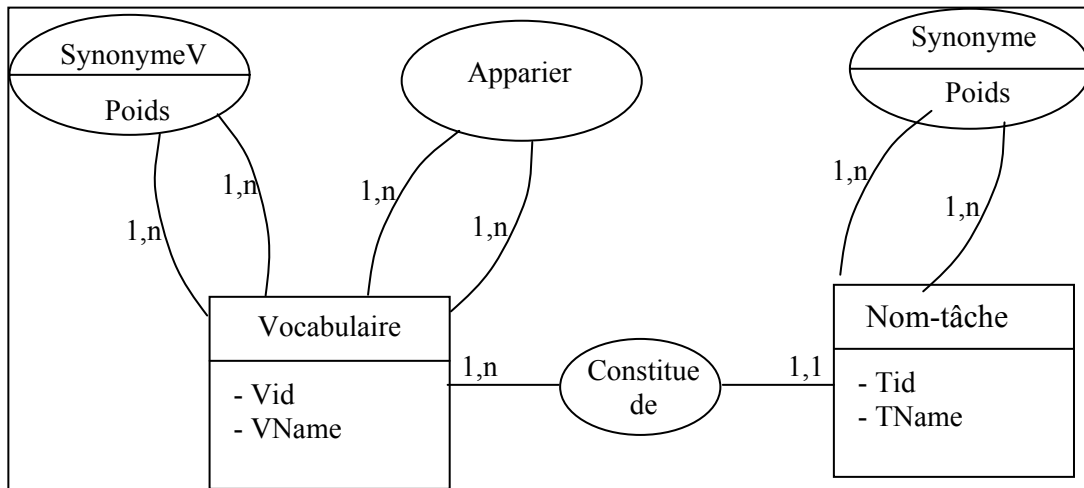 SynonymeV
Poids
Apparier
Synonyme
Poids
1,n
1,n
1,n
1,n
1,n
1,n
Vocabulaire
- Vid
- VName
1,n
Constitue
de
1,1
Nom-tâche
- Tid
- TName